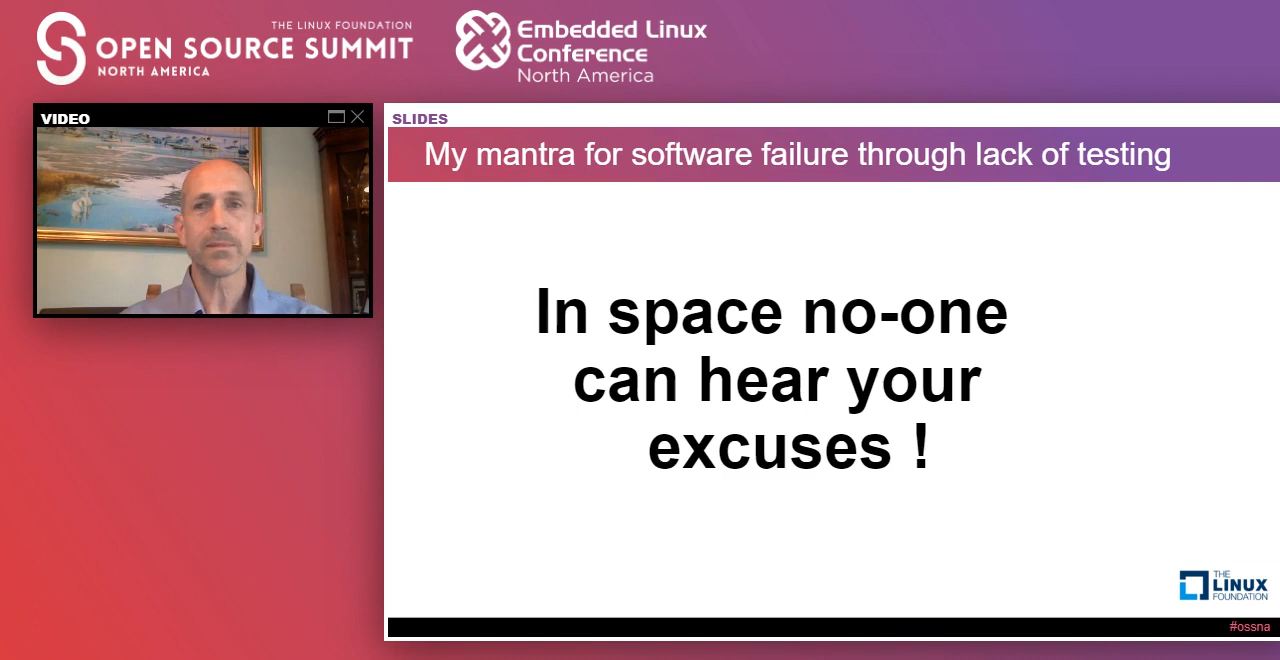 THE LINUX FOUNDATION
OPEN SOURCE SUMMIT
NORTH AMERICA
Embedded Linux
Conference
North America
VIDEO
SLIDES
My mantra for software failure through lack of testing
In space no-one
can hear your
excuses !
THE
LINUX
FOUNDATION
#ossna